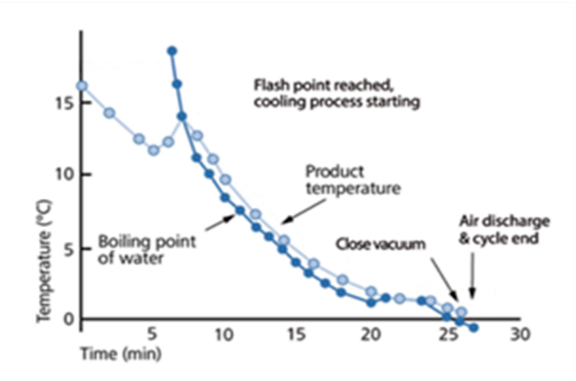 Flash point reached,
cooling process starting
15
Product
temperature
10
Air discharge
& cycle end
Boiling point
of water
Close vacuum
5
Temperature (°C)
0
5
10
15
20
25
30
Time (min)